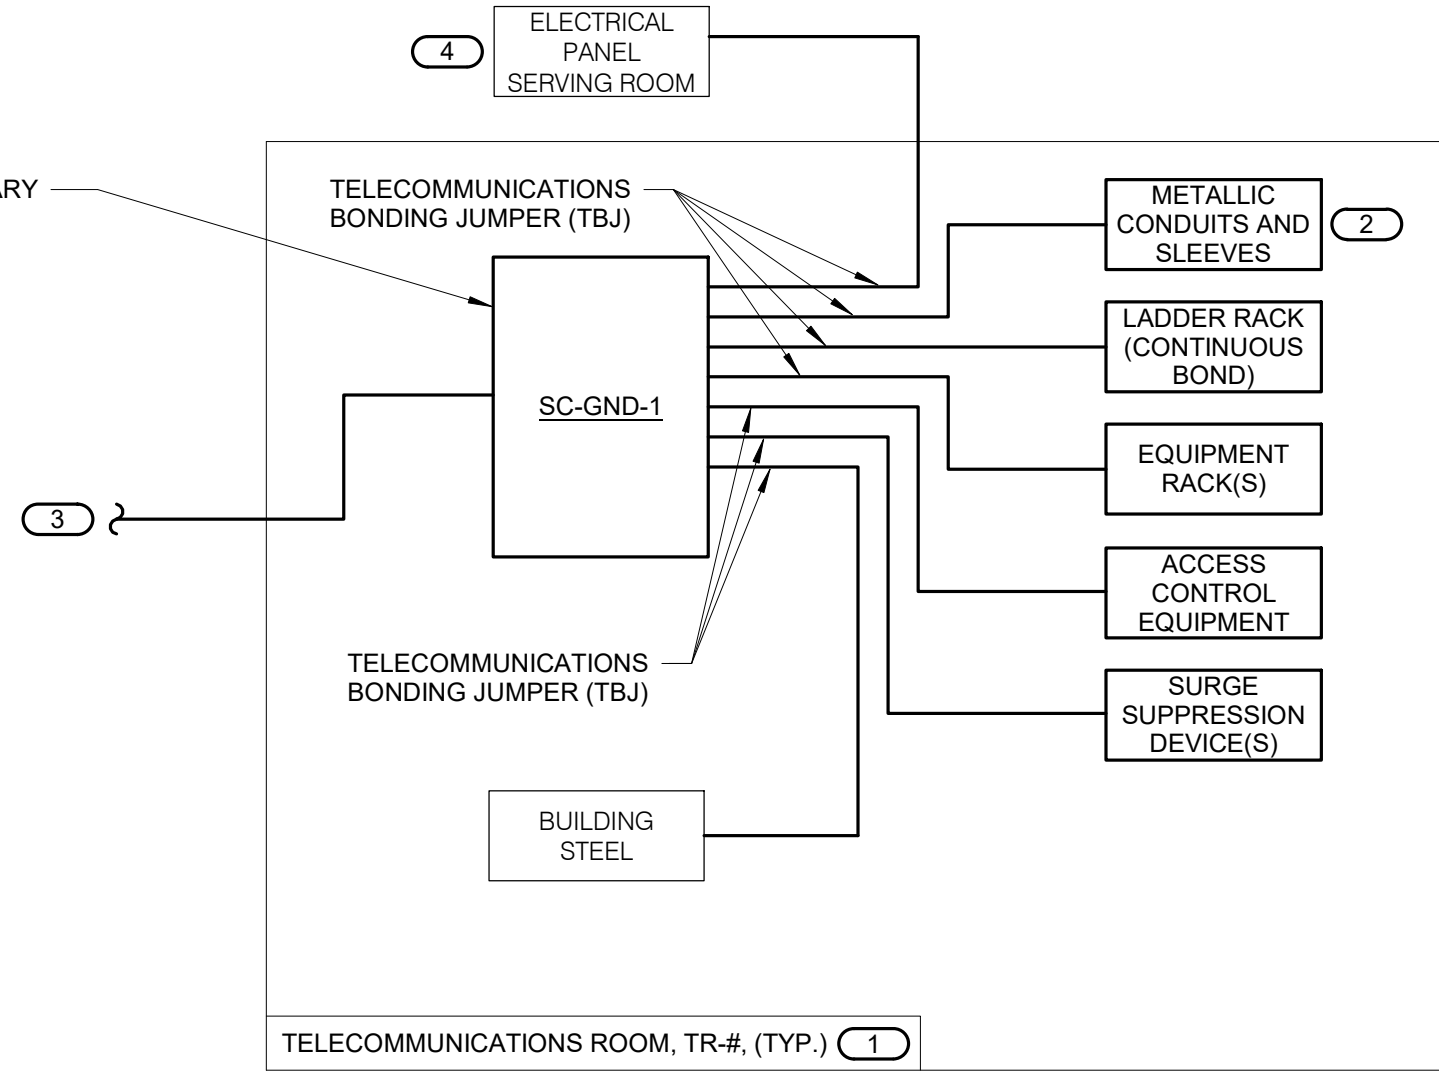 4
ELECTRICAL
PANEL
SERVING ROOM
TELECOMMUNICATIONS
BONDING JUMPER (TBJ)
METALLIC
CONDUITS AND
SLEEVES
2
LADDER RACK
(CONTINUOUS
BOND)
SC-GND-1
EQUIPMENT
RACK(S)
3
ACCESS
CONTROL
EQUIPMENT
TELECOMMUNICATIONS
BONDING JUMPER (TBJ)
SURGE
SUPPRESSION
DEVICE(S)
BUILDING
STEEL
TELECOMMUNICATIONS ROOM, TR-#, (TYP.) 1